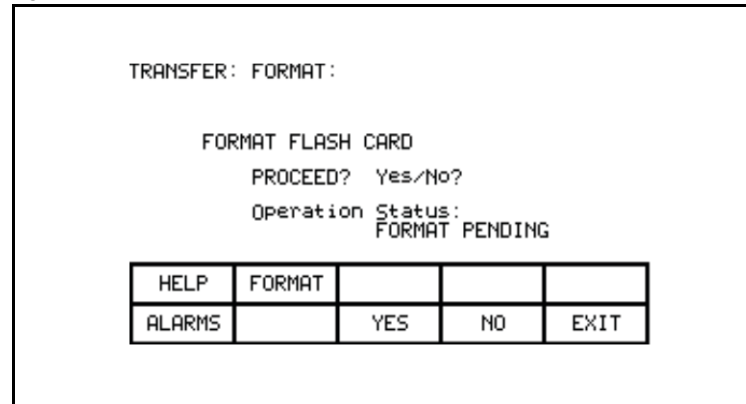 TRANSFER: FORMAT:
FORMAT FLASH CARD
PROCEED? Yes/No?
Operation Status:
FORMAT PENDING
HELP FORMAT
ALARMS YES NO EXIT